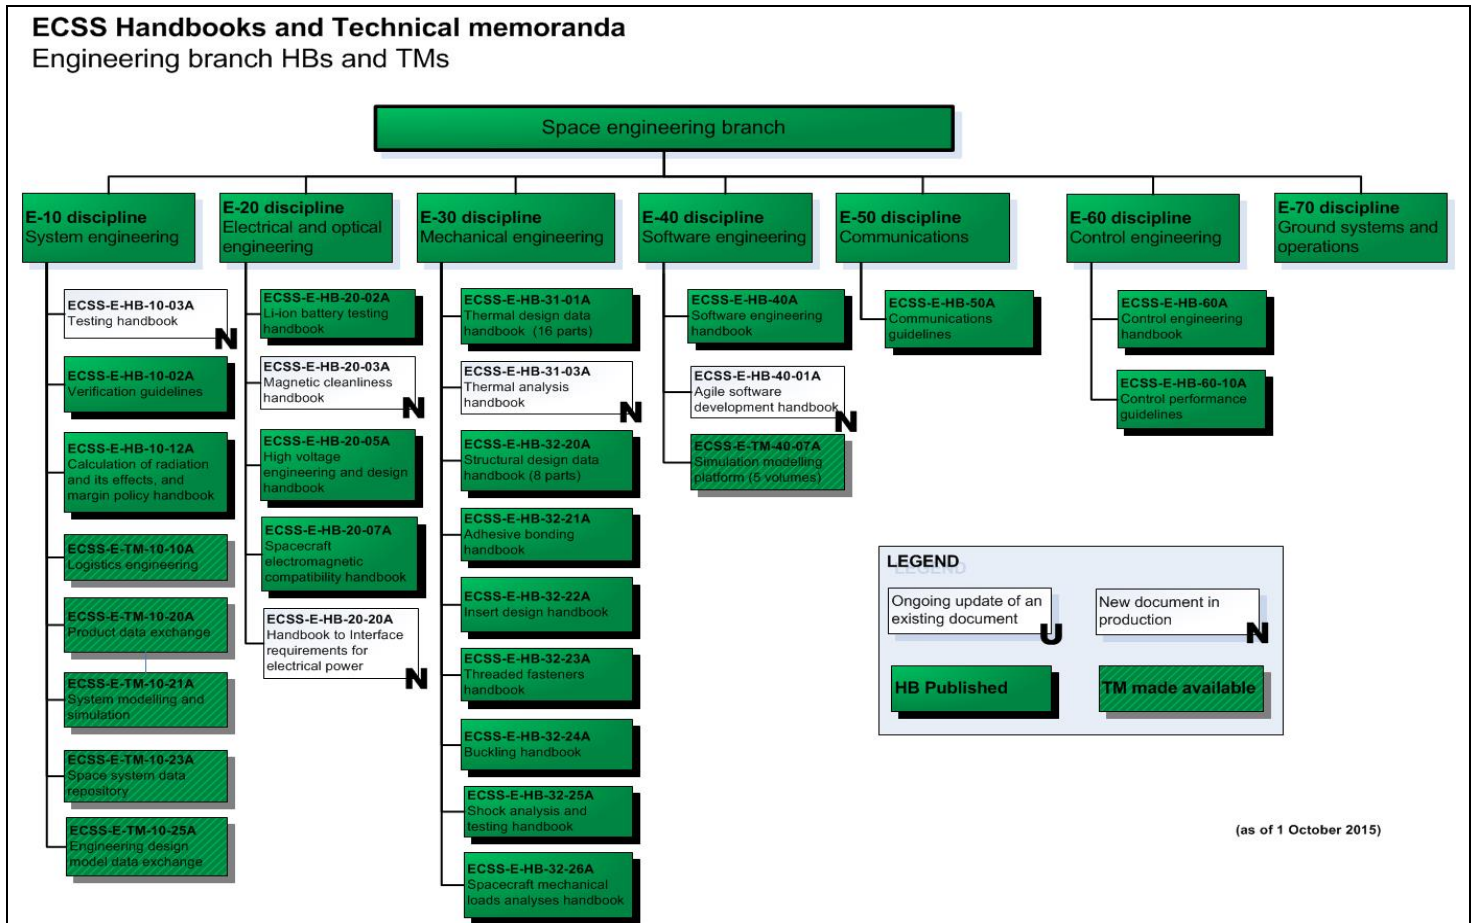 ECSS Handbooks and Technical memoranda
Engineering branch HBs and TMs
Space engineering branch
E-10 discipline
System engineering
E-20 discipline
Electrical and optical
engineering
E-30 discipline
Mechanical engineering
E-40 discipline
Software engineering
E-50 discipline
Communications
E-60 discipline
Control engineering
E-70 discipline
Ground systems and
operations
ECSS-E-HB-10-03A
Testing handbook
N
ECSS-E-HB-10-02A
Verification guidelines
ECSS-E-HB-10-12A
Calculation of radiation
and its effects, and
margin policy handbook
ECSS-E-TM-10-10A
Logistics engineering
ECSS-E-TM-10-20A
Product data exchange
ECSS-E-TM-10-21A
System modelling and
simulation
ECSS-E-TM-10-23A
Space system data
repository
ECSS-E-TM-10-25A
Engineering design
model data exchange
ECSS-E-HB-20-02A
Li-ion battery testing
handbook
ECSS-E-HB-20-03A
Magnetic cleanliness
handbook
N
ECSS-E-HB-20-05A
High voltage
engineering and design
handbook
ECSS-E-HB-20-07A
Spacecraft
electromagnetic
compatibility handbook
ECSS-E-HB-20-20A
Handbook to Interface
requirements for
electrical power
N
ECSS-E-HB-31-01A
Thermal design data
handbook (16 parts)
ECSS-E-HB-31-03A
Thermal analysis
handbook
N
ECSS-E-HB-32-20A
Structural design data
handbook (8 parts)
ECSS-E-HB-32-21A
Adhesive bonding
handbook
ECSS-E-HB-32-22A
Insert design handbook
ECSS-E-HB-32-23A
Threaded fasteners
handbook
ECSS-E-HB-32-24A
Buckling handbook
ECSS-E-HB-32-25A
Shock analysis and
testing handbook
ECSS-E-HB-32-26A
Spacecraft mechanical
loads analyses handbook
ECSS-E-HB-40A
Software engineering
handbook
ECSS-E-HB-40-01A
Agile software
development handbook
N
ECSS-E-TM-40-07A
Simulation modelling
platform (5 volumes)
ECSS-E-HB-50A
Communications
guidelines
ECSS-E-HB-60A
Control engineering
handbook
ECSS-E-HB-60-10A
Control performance
guidelines
LEGEND
Ongoing update of an
existing document
U
New document in
production
N
HB Published
TM made available
(as of 1 October 2015)